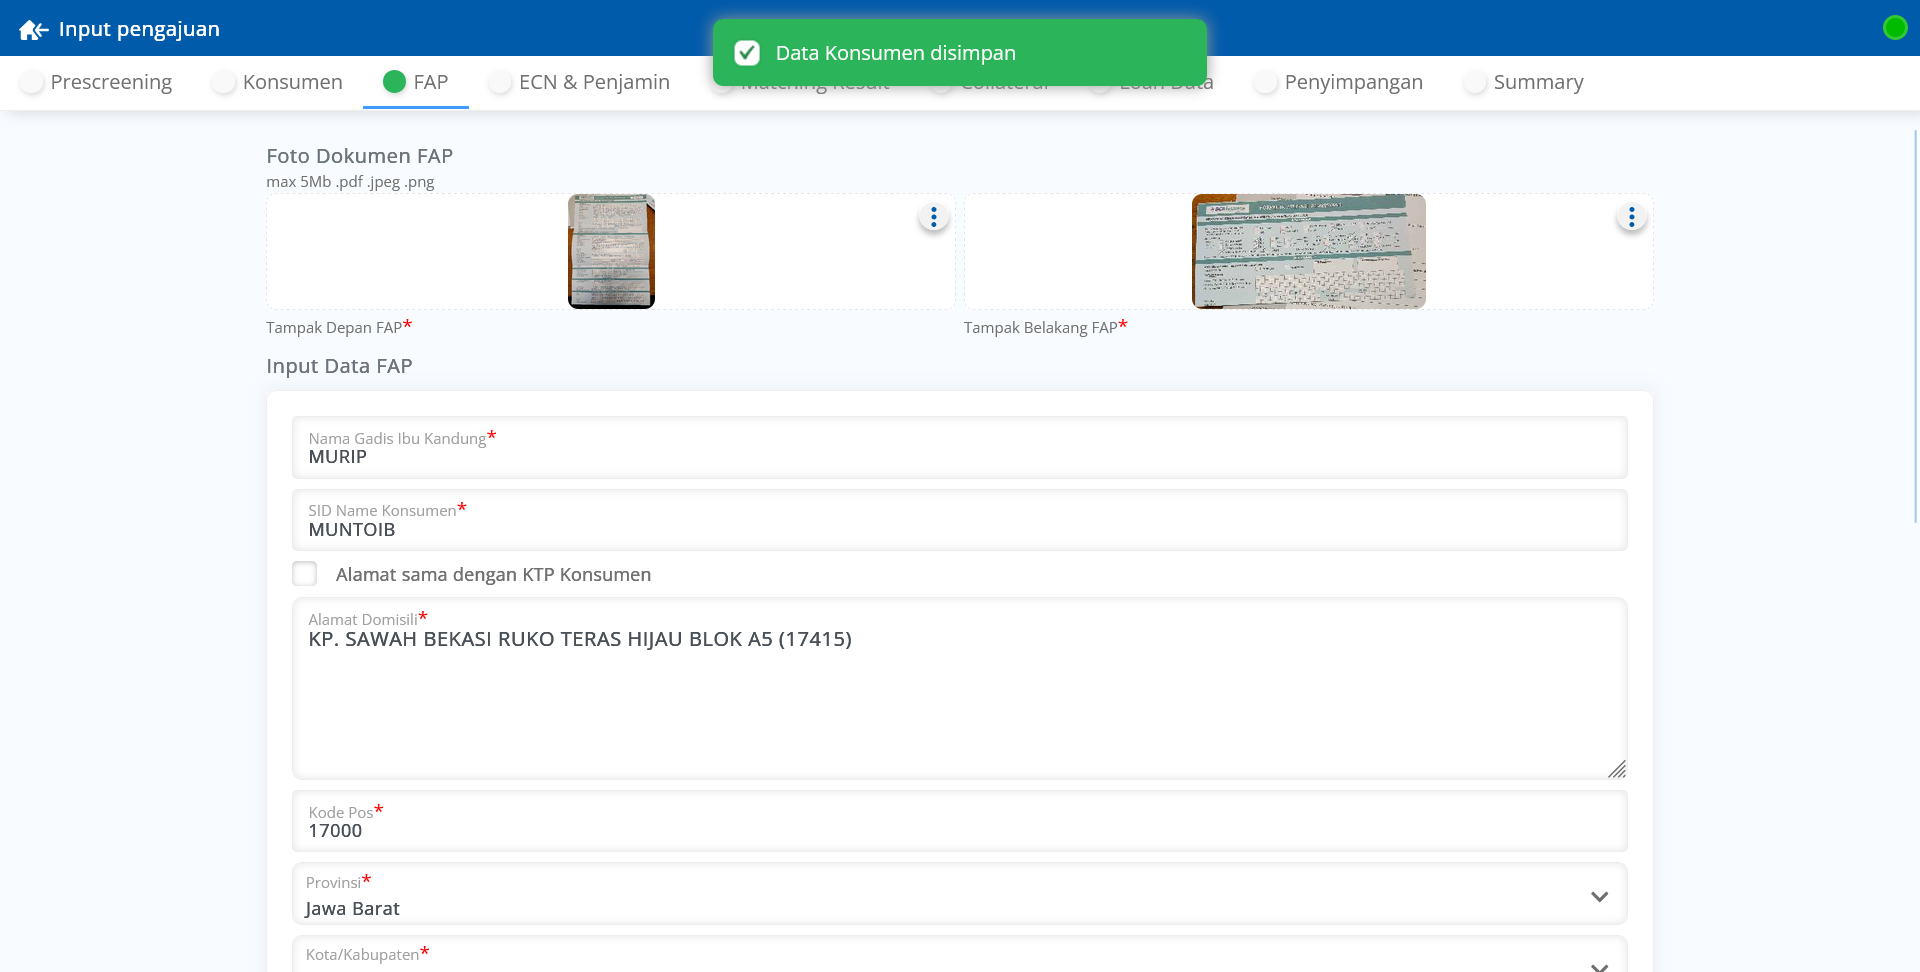 Input pengajuan
Data Konsumen disimpan
Prescreening
Konsumen
FAP
ECN & Penjamin
Penyimpangan
Summary
Foto Dokumen FAP
max 5Mb .pdf .jpeg .png
Tampak Depan FAP*
Tampak Belakang FAP*
Input Data FAP
Nama Gadis Ibu Kandung*
MURIP
SID Name Konsumen*
MUNTOIB
Alamat sama dengan KTP Konsumen
Alamat Domisili*
KP. SAWAH BEKASI RUKO TERAS HIJAU BLOK A5 (17415)
Kode Pos*
17000
Provinsi*
Jawa Barat
Kota/Kabupaten*